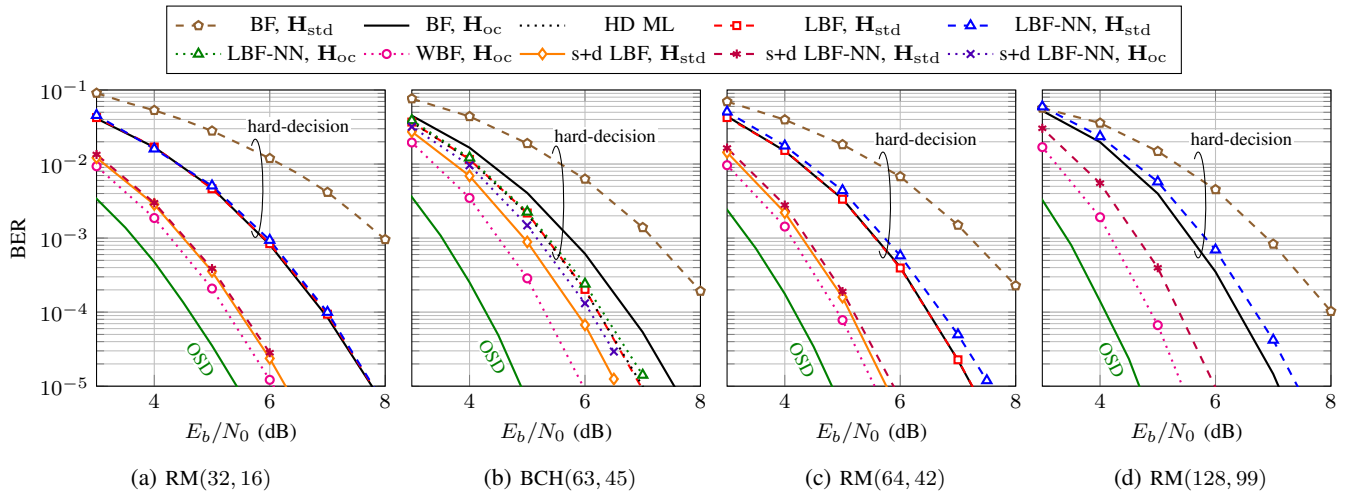 BF, H_std BF, H_oc HD ML LBF, H_std LBF-NN, H_std
LBF-NN, H_oc WBF, H_oc s+d LBF, H_std s+d LBF-NN, H_std s+d LBF-NN, H_oc
BER
10^-1
10^-2
10^-3
10^-4
10^-5
hard-decision
OSD
4 6 8
E_b/N_0 (dB)
(a) RM(32, 16)
hard-decision
OSD
4 6 8
E_b/N_0 (dB)
(b) BCH(63, 45)
hard-decision
OSD
4 6 8
E_b/N_0 (dB)
(c) RM(64, 42)
hard-decision
OSD
4 6 8
E_b/N_0 (dB)
(d) RM(128, 99)